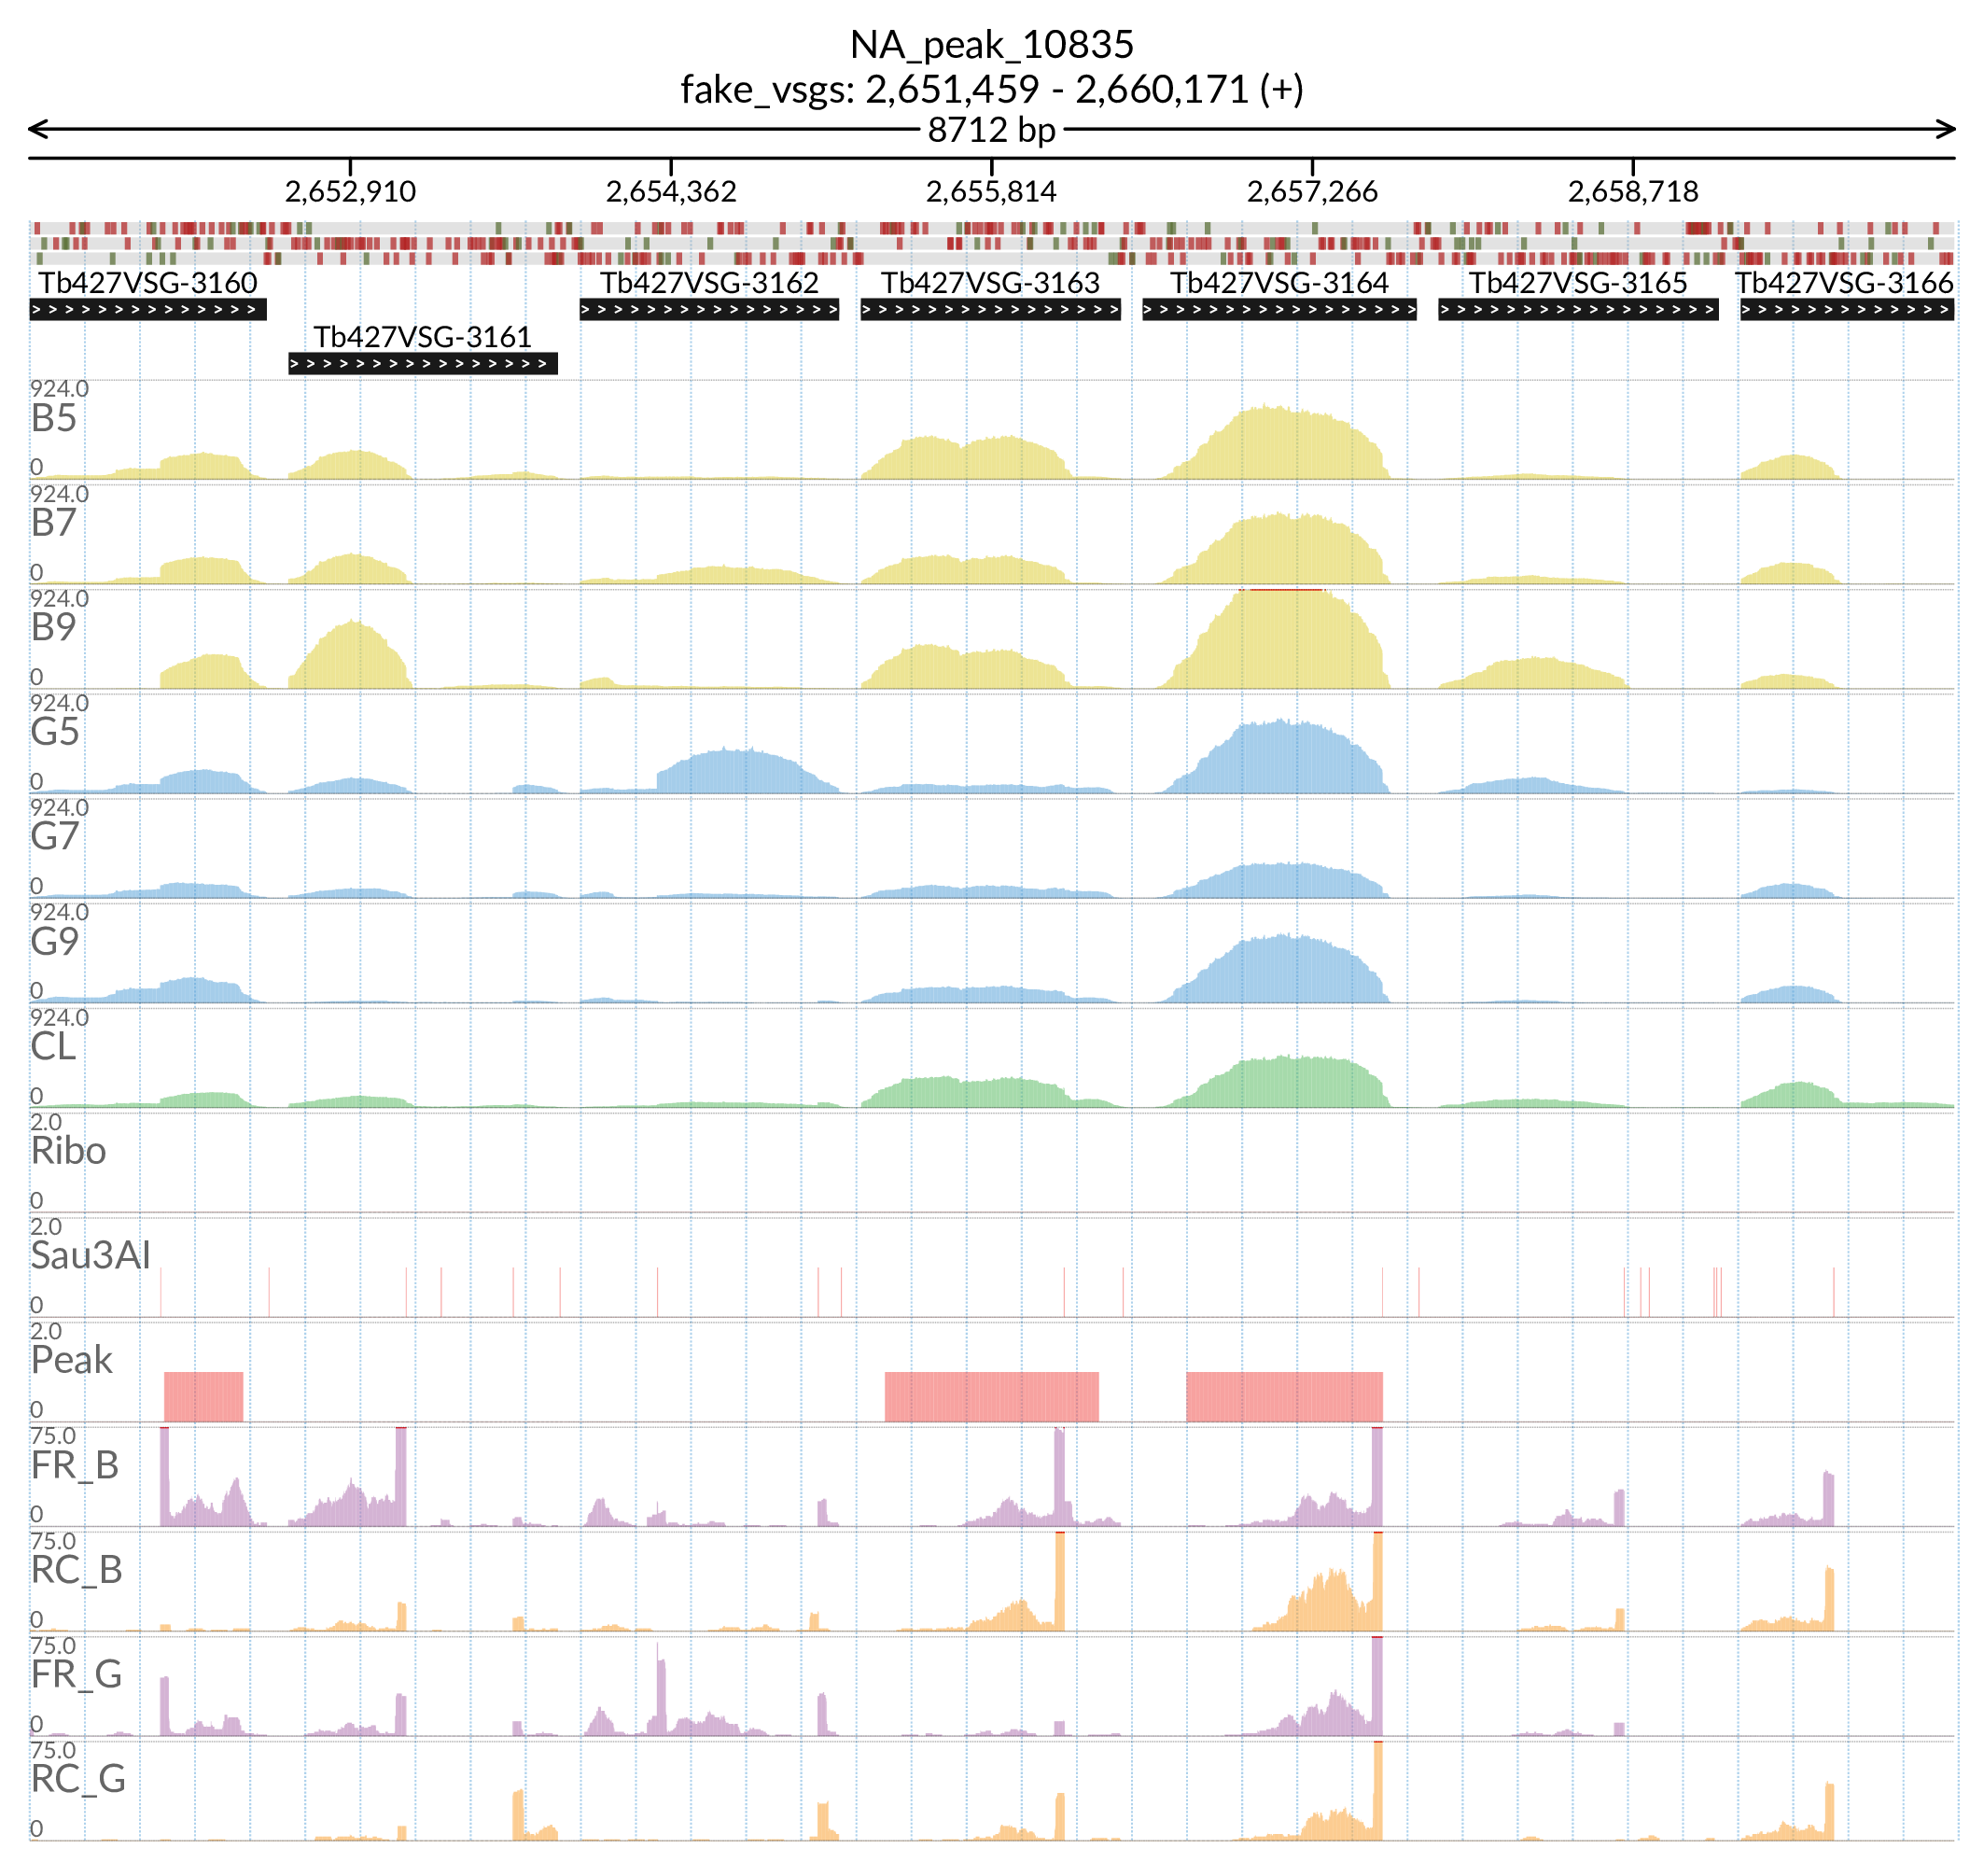 NA_peak_10835
fake_vsgs: 2,651,459 - 2,660,171 (+)
8712 bp
2,652,910 2,654,362 2,655,814 2,657,266 2,658,718
Tb427VSG-3160 Tb427VSG-3162 Tb427VSG-3163 Tb427VSG-3164 Tb427VSG-3165 Tb427VSG-3166
Tb427VSG-3161
924.0
B5
0
924.0
B7
0
924.0
B9
0
924.0
G5
0
924.0
G7
0
924.0
G9
0
924.0
CL
0
2.0
Ribo
0
2.0
Sau3AI
0
2.0
Peak
0
75.0
FR_B
0
75.0
RC_B
0
75.0
FR_G
0
75.0
RC_G
0